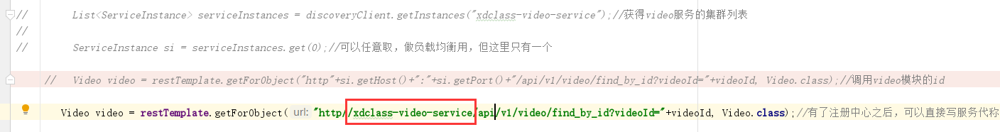 // List<ServiceInstance> serviceInstances = discoveryClient.getInstances("xdclass-video-service");//获得video服务的集群列表
//
// ServiceInstance si = serviceInstances.get(0);//可以任意取，做负载均衡用，但这里只有一个
// Video video = restTemplate.getForObject("http"+si.getHost()+":"+si.getPort()+"/api/v1/video/find_by_id?videoId="+videoId, Video.class);//调用video模块的id
Video video = restTemplate.getForObject( url: "http//xdclass-video-service/api/v1/video/find_by_id?videoId="+videoId, Video.class);//有了注册中心之后，可以直接写服务代称